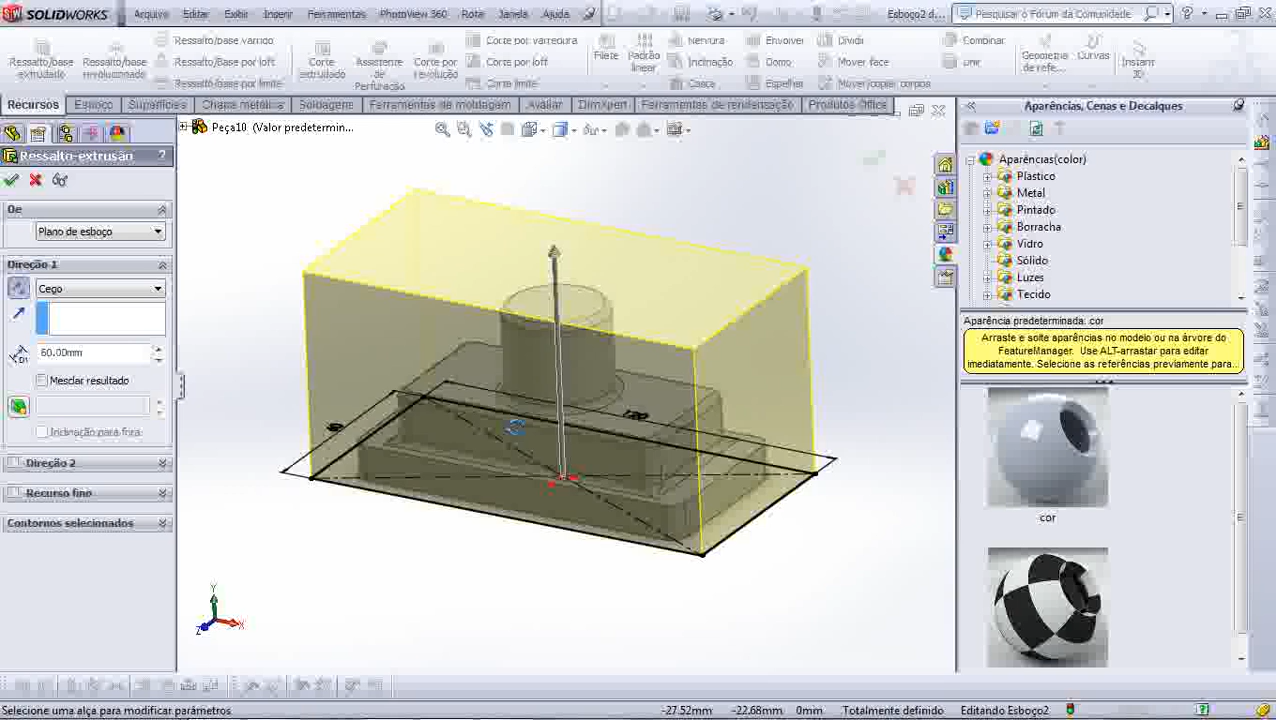 SOLIDWORKS Arquivo Editar Exibir Inserir Ferramentas PhotoView 360 Rota Janela Ajuda Esboço2 d... Pesquisar o Fórum da Comunidade
Ressalto/base extrudado
Ressalto/base revolucionado
Ressalto/base varrido
Ressalto/base por loft
Ressalto/base por limite
Corte extrudado
Assistente de Perfuração
Corte por revolução
Corte por varredura
Corte por loft
Corte limite
Filete
Padrão linear
Nervura
Inclinação
Casca
Envolver
Domo
Espelhar
Dividi
Mover face
Mover/copiar corpos
Combinar
Unir
Geometria de refe...
Curvas
Instant 3D
Recursos Esboço Superfícies Chapa metálica Soldagens Ferramentas de moldagem Avaliar DimXpert Ferramentas de renderização Produtos Office
Peça10 (Valor predetermin...
Ressalto-extrusão ?
De
Plano de esboço
Direção 1
Cego
60.00mm
Mesclar resultado
Inclinação para fora
Direção 2
Recurso fino
Contornos selecionados
120
Y
X
Z
Aparências, Cenas e Decalques
Aparências(color)
Plástico
Metal
Pintado
Borracha
Vidro
Sólido
Luzes
Tecido
Aparência predeterminada: cor
Arraste e solte aparências no modelo ou na árvore do
FeatureManager. Use ALT-arrastar para editar
imediatamente. Selecione as referências previamente para...
cor
Selecione uma alça para modificar parâmetros -27.52mm -22.68mm 0mm Totalmente definido Editando Esboço2